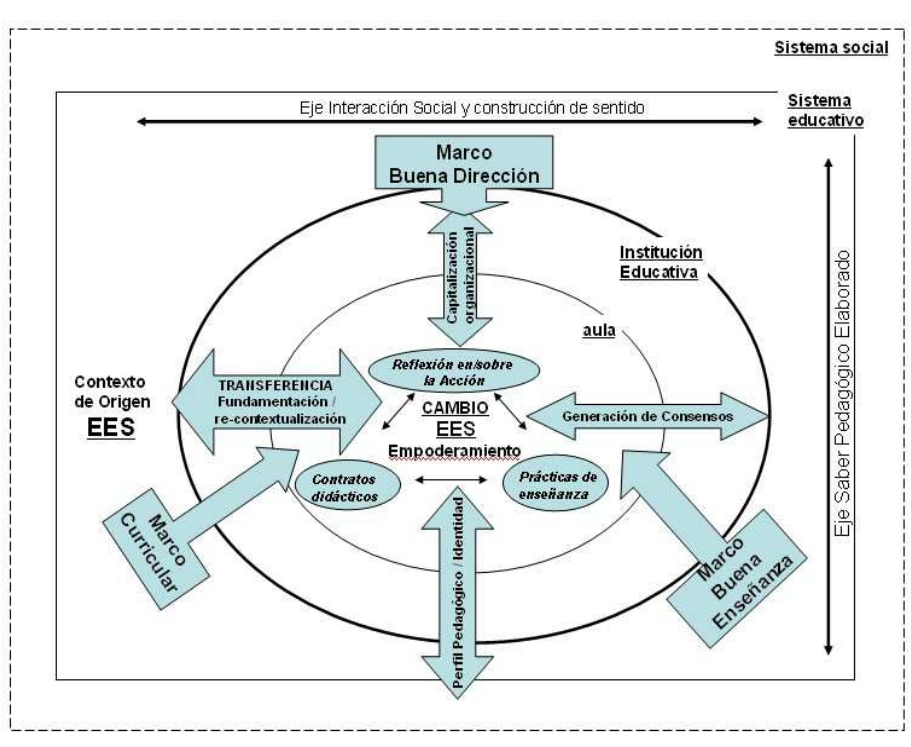 Sistema social
Eje Interacción Social y construcción de sentido
Sistema
educativo
Marco
Buena Dirección
Capitalización
organizacional
Institución
Educativa
aula
Eje Saber Pedagógico Elaborado
Reflexión en/sobre
la Acción
Contexto
de Origen
EES
TRANSFERENCIA
Fundamentación /
re-contextualización
CAMBIO
EES
Empoderamiento
Generación de Consensos
Contratos
didácticos
Prácticas de
enseñanza
Marco
Curricular
Perfil Pedagógico / Identidad
Marco
Buena
Enseñanza